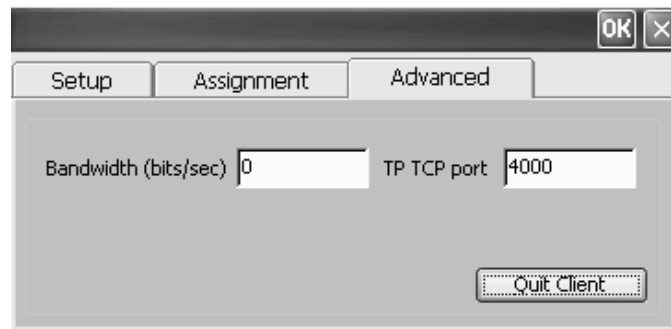 OK ×
Setup Assignment Advanced
Bandwidth (bits/sec) 0 TP TCP port 4000
Quit Client